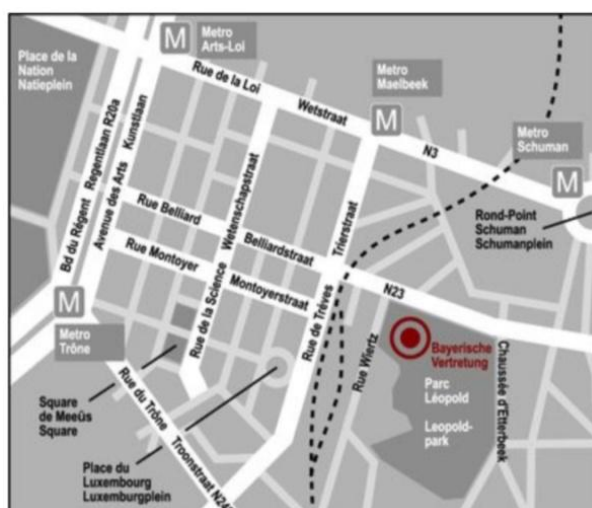 Place de la
Nation
Natieplein
M
Metro
Arts-Loi
Rue de la Loi
Wetstraat
Metro
Maelbeek
M
N3
Metro
Schuman
M
Rond-Point
Schuman
Schumanplein
Bd du Régent Regentlaan R20a
Avenue des Arts Kunstlaan
Rue Belliard
Belliardstraat
N23
Rue Montoyer
Montoyerstraat
Rue de la Science Wetenschapstraat
Rue de Trèves Trierstraat
M
Metro
Trône
Rue du Trône Troonstraat N24
Rue Wiertz
Bayerische
Vertretung
Parc
Léopold
Leopold-
park
Chaussée d'Etterbeek
Square
de Meeûs
Square
Place du
Luxembourg
Luxemburgplein